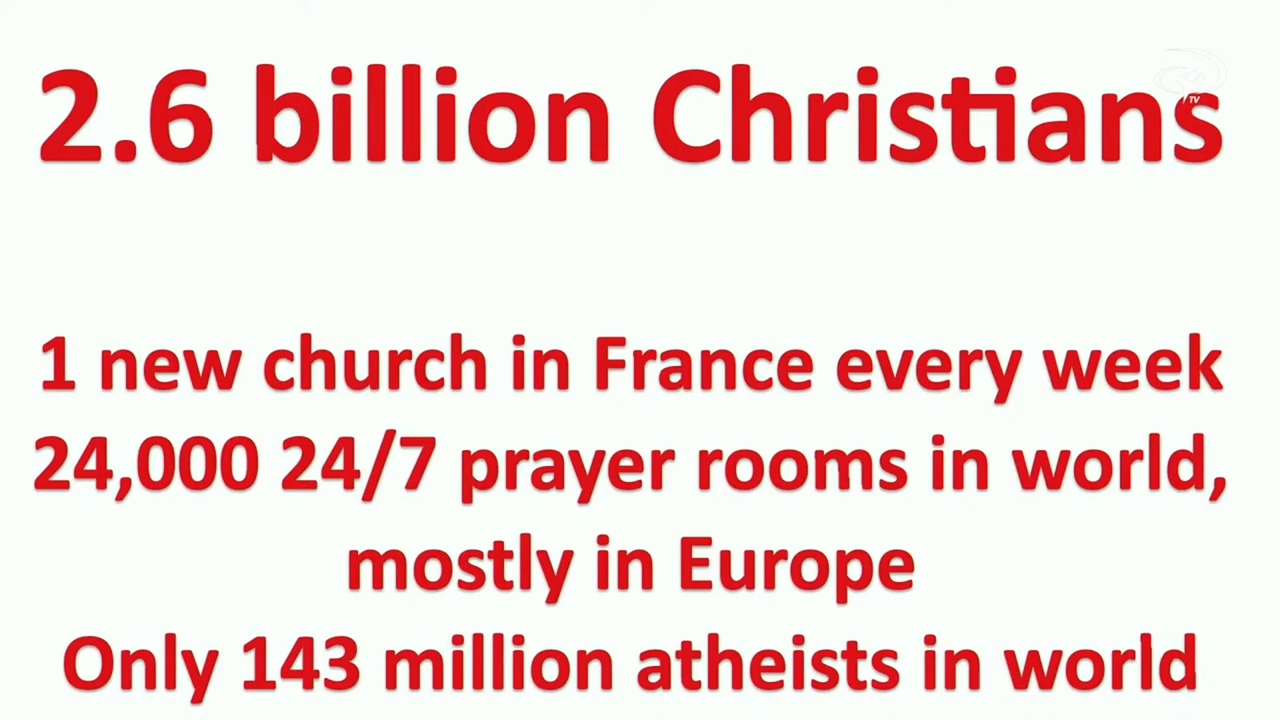 2.6 billion Christians
TV
1 new church in France every week
24,000 24/7 prayer rooms in world,
mostly in Europe
Only 143 million atheists in world